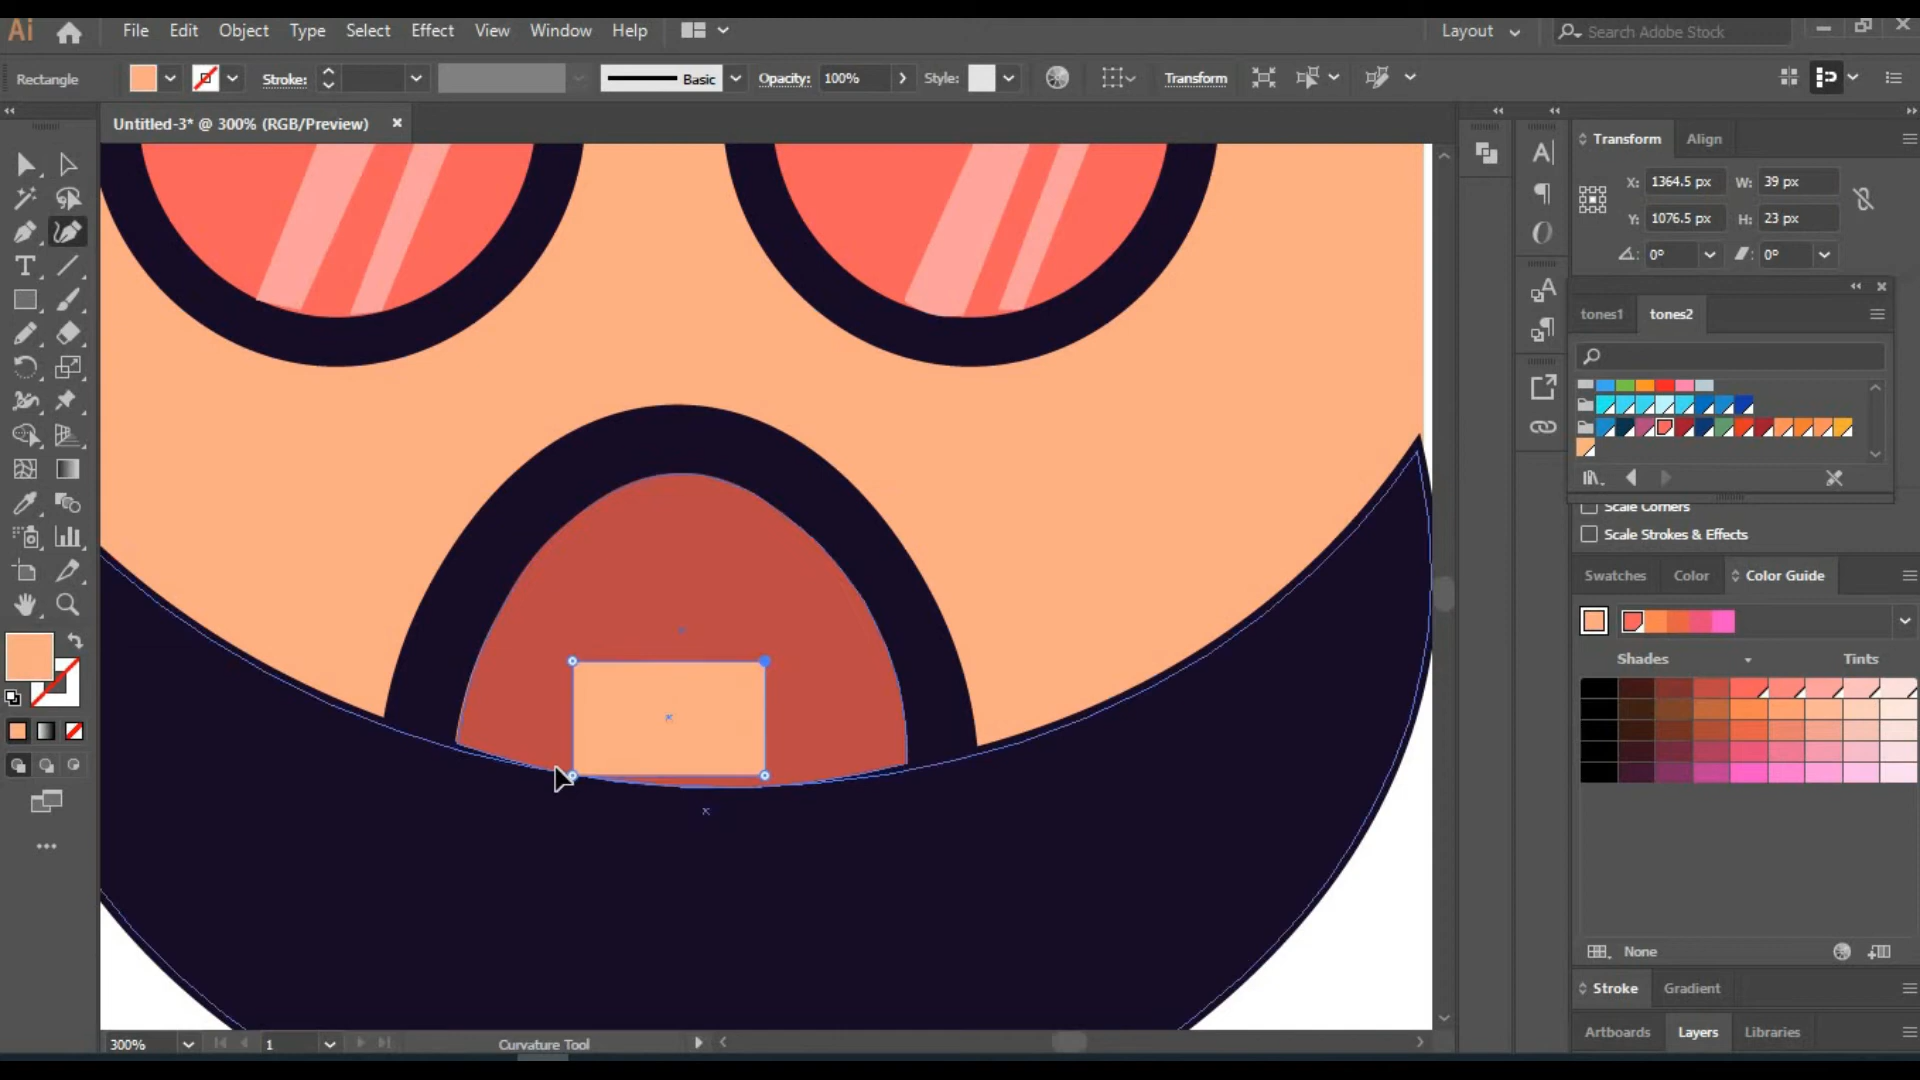 Ai File Edit Object Type Select Effect View Window Help Layout Search Adobe Stock
Rectangle Stroke: Basic Opacity: 100% Style: Transform
Untitled-3* @ 300% (RGB/Preview)
Transform Align
X: 1364.5 px W: 39 px
Y: 1076.5 px H: 23 px
0° 0°
tones1 tones2
Scale Corners
Scale Strokes & Effects
Swatches Color Color Guide
Shades Tints
None
Stroke Gradient
Artboards Layers Libraries
300% 1 Curvature Tool